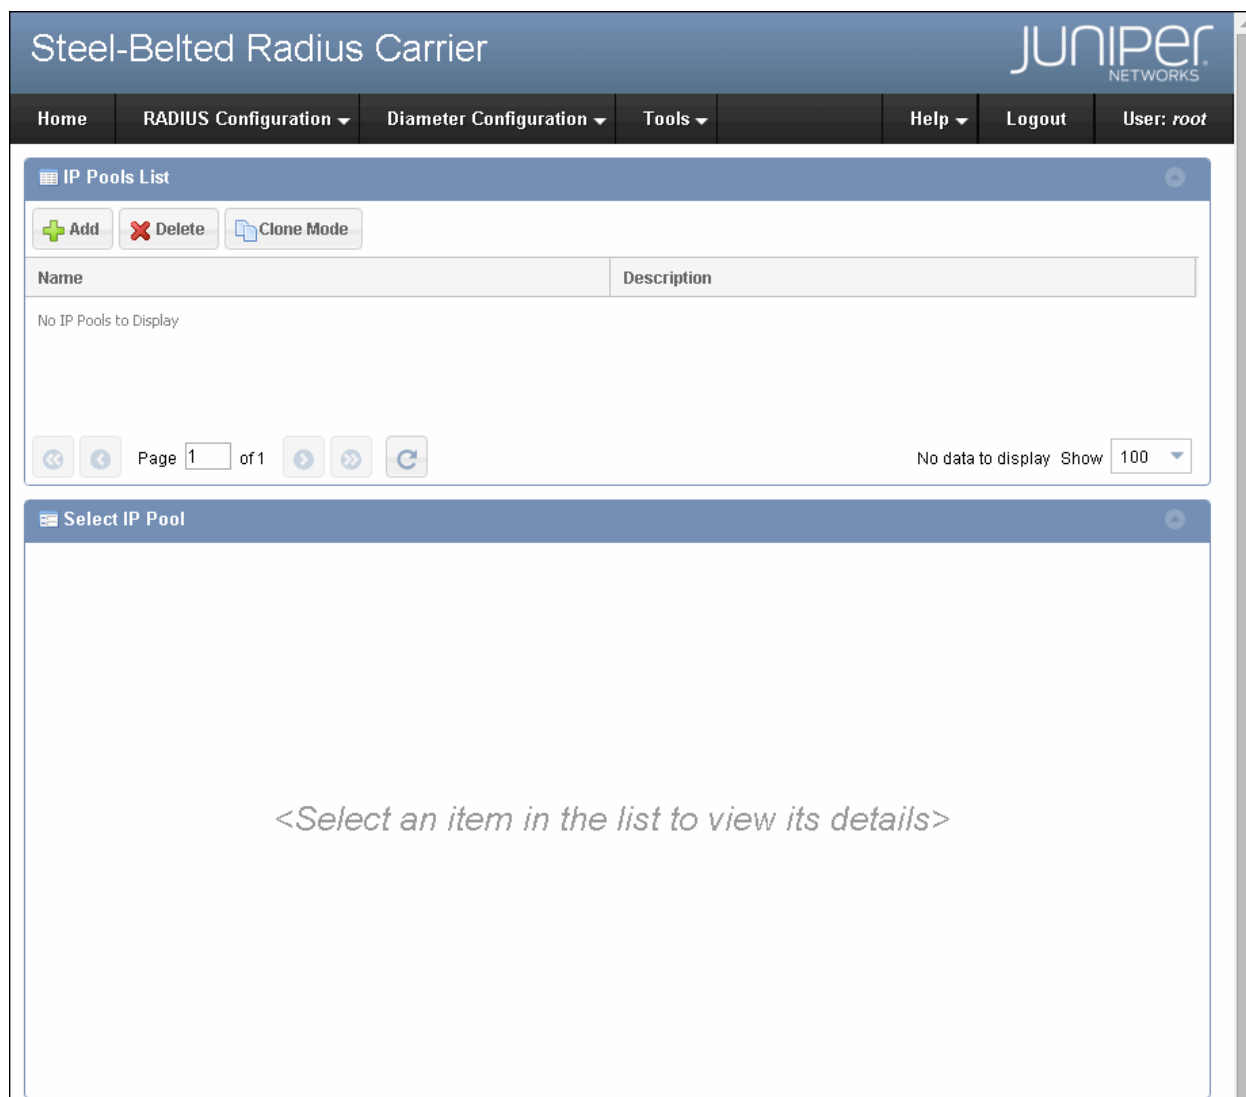 Steel-Belted Radius Carrier
JUNIPER
NETWORKS
Home RADIUS Configuration Diameter Configuration Tools Help Logout User: root
IP Pools List
Add Delete Clone Mode
Name Description
No IP Pools to Display
Page 1 of 1 No data to display Show 100
Select IP Pool
<Select an item in the list to view its details>